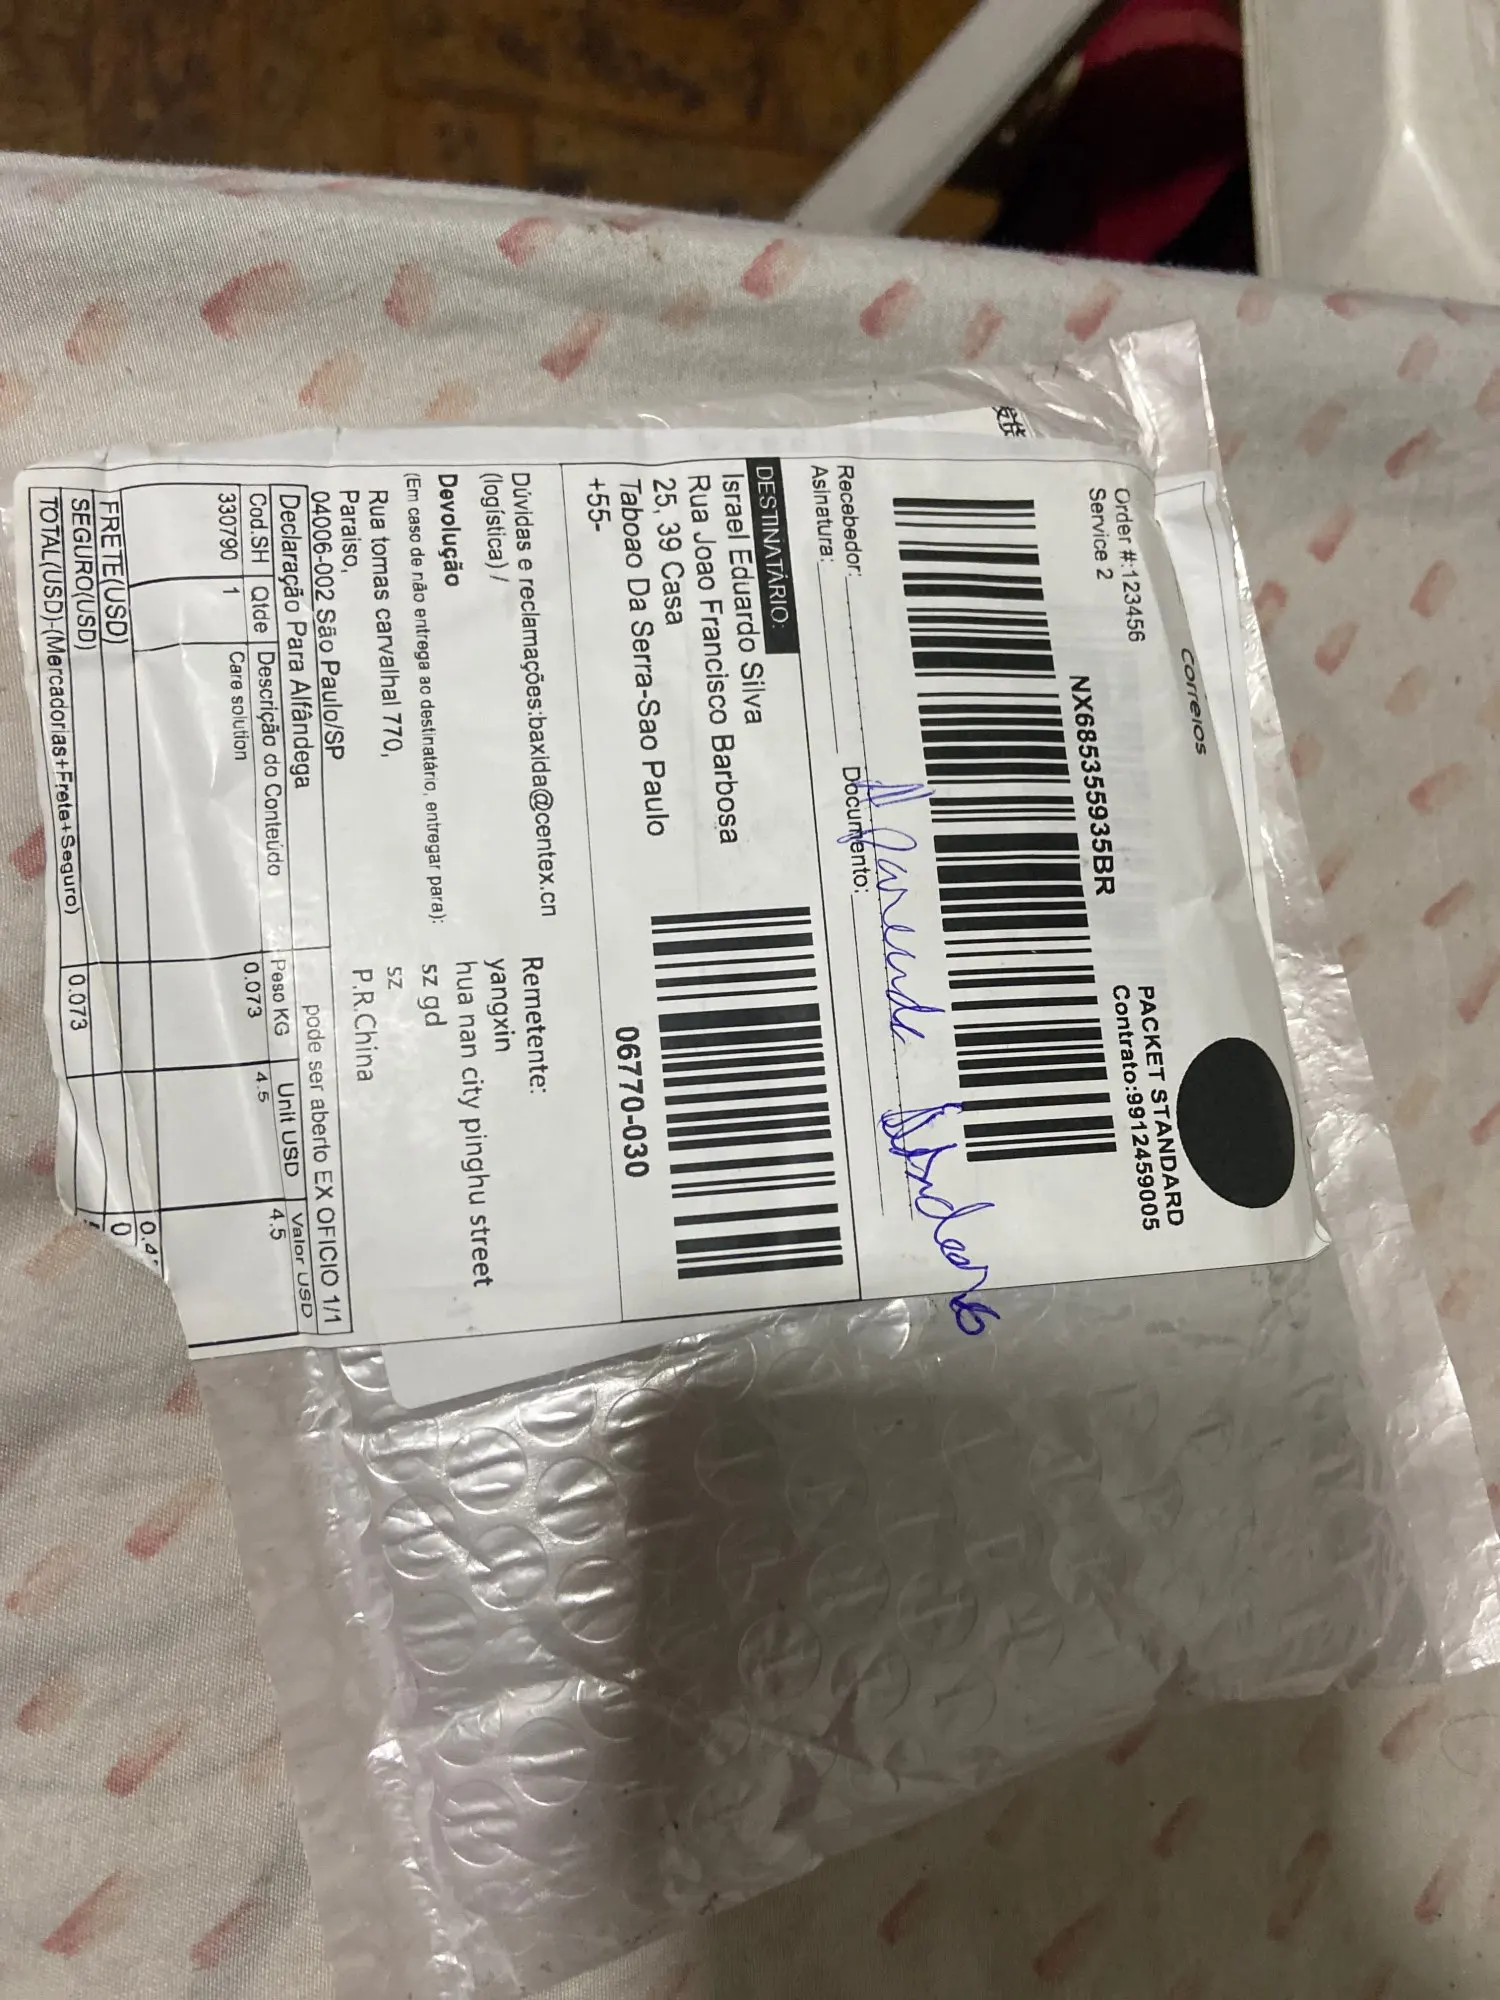 correios
Order #:123456
Service 2
PACKET STANDARD
Contrato:9912459005
NX685355935BR
Recebedor:
Asinatura:
Documento:
DESTINATÁRIO:
Israel Eduardo Silva
Rua Joao Francisco Barbosa
25, 39 Casa
Taboao Da Serra-Sao Paulo
+55-
06770-030
Dúvidas e reclamações:baxida@centex.cn
(logística) /
Devolução
(Em caso de não entrega ao destinatário, entregar para):
Rua tomas carvalhal 770,
Paraiso,
04006-002 São Paulo/SP
Remetente:
yangxin
hua nan city pinghu street
sz gd
sz
P.R.China
Declaração Para Alfândega
pode ser aberto EX OFICIO 1/1
Cod.SH Qtde Descrição do Conteúdo Peso KG Unit USD Valor USD
330790 1 Care solution 0.073 4.5 4.5
FRETE(USD)
SEGURO(USD) 0
TOTAL(USD)-(Mercadorias+Frete+Seguro) 0.073